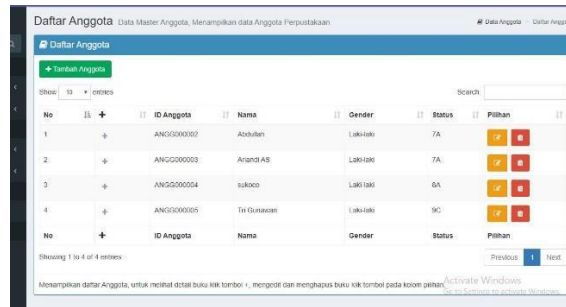 Daftar Anggota Data Master Anggota, Menampilkan data Anggota Perpustakaan
Data Anggota Daftar Anggo
Daftar Anggota
+ Tambah Anggota
Show 10 entries
Search
No + ID Anggota Nama Gender Status Pilihan
1 + ANGG000002 Abdullah Laki-laki 7A
2 + ANGG000003 Ariandi AS Laki-laki 7A
3 + ANGG000004 sukoco Laki-laki 8A
4 + ANGG000005 Tri Gunawan Laki-laki 9C
No + ID Anggota Nama Gender Status Pilihan
Showing 1 to 4 of 4 entries
Previous 1 Next
Menampilkan daftar Anggota, untuk melihat detail buku klik tombol +, mengedit dan menghapus buku klik tombol pada kolom pilihan
Activate Windows
Go to Settings to activate Windows.